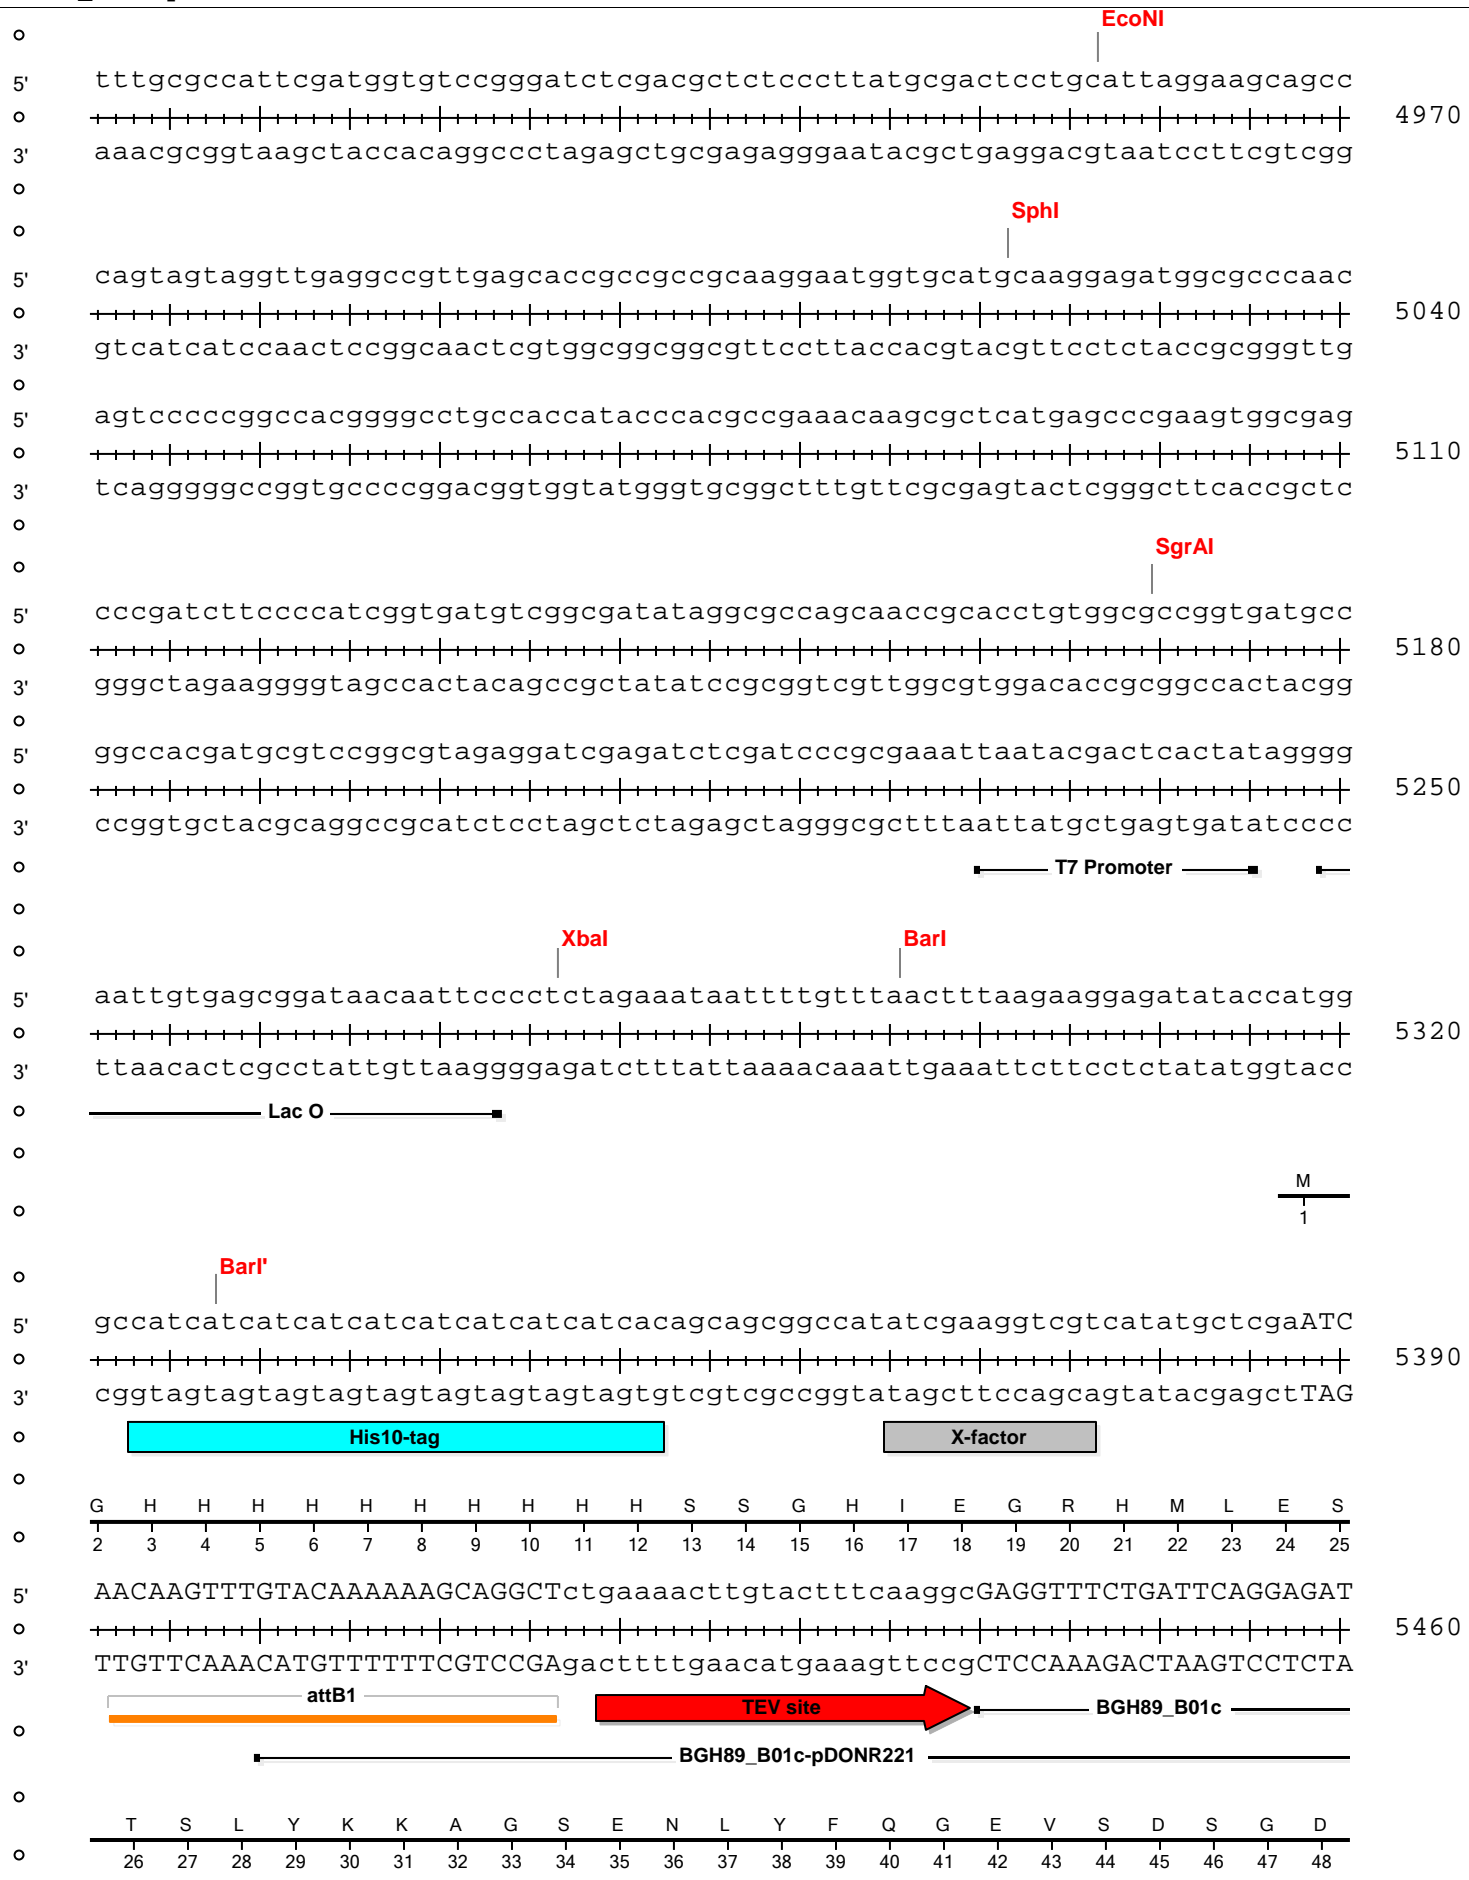 EcoNI
5' tttgcgccattcgatggtgtccgggatctcgacgctctcccttatgcgactcctgcattaggaagcagcc
4970
3' aaacgcggtaagctaccacaggccctagagctgcgagagggaatacgctgaggacgtaatccttcgtcgg
SphI
5' cagtagtaggttgaggccgttgagcaccgccgccgcaaggaatggtgcatgcaaggagatggcgcccaac
5040
3' gtcatcatccaactccggcaactcgtggcggcggcgttccttaccacgtacgttcctctaccgcgggttg
5' agtcccccggccacggggcctgccaccatacccacgccgaaacaagcgctcatgagcccgaagtggcgag
5110
3' tcagggggccggtgccccggacggtggtatgggtgcggctttgttcgcgagtactcgggcttcaccgctc
SgrAI
5' cccgatcttccccatcggtgatgtcggcgatataggcgccagcaaccgcacctgtggcgccggtgatgcc
5180
3' gggctagaaggggtagccactacagccgctatatccgcggtcgttggcgtggacaccgcggccactacgg
5' ggccacgatgcgtccggcgtagaggatcgagatctcgatcccgcgaaattaatacgactcactatagggg
5250
3' ccggtgctacgcaggccgcatctcctagctctagagctagggcgctttaattatgctgagtgatatcccc
T7 Promoter
XbaI BarI
5' aattgtgagcggataacaattcccctctagaaataattttgtttaactttaagaaggagatataccatgg
5320
3' ttaacactcgcctattgttaaggggagatctttattaaaacaaattgaaattcttcctctatatggtacc
Lac O
M
1
BarI'
5' gccatcatcatcatcatcatcatcatcatcacagcagcggccatatcgaaggtcgtcatatgctcgaATC
5390
3' cggtagtagtagtagtagtagtagtagtagtgtcgtcgccggtatagcttccagcagtatacgagctTAG
His10-tag X-factor
G H H H H H H H H H H S S G H I E G R H M L E S
2 3 4 5 6 7 8 9 10 11 12 13 14 15 16 17 18 19 20 21 22 23 24 25
5' AACAAGTTTGTACAAAAAAGCAGGCTctgaaaacttgtactttcaaggcGAGGTTTCTGATTCAGGAGAT
5460
3' TTGTTCAAACATGTTTTTTCGTCCGAgacttttgaacatgaaagttccgCTCCAAAGACTAAGTCCTCTA
attB1 TEV site BGH89_B01c
BGH89_B01c-pDONR221
T S L Y K K A G S E N L Y F Q G E V S D S G D
26 27 28 29 30 31 32 33 34 35 36 37 38 39 40 41 42 43 44 45 46 47 48